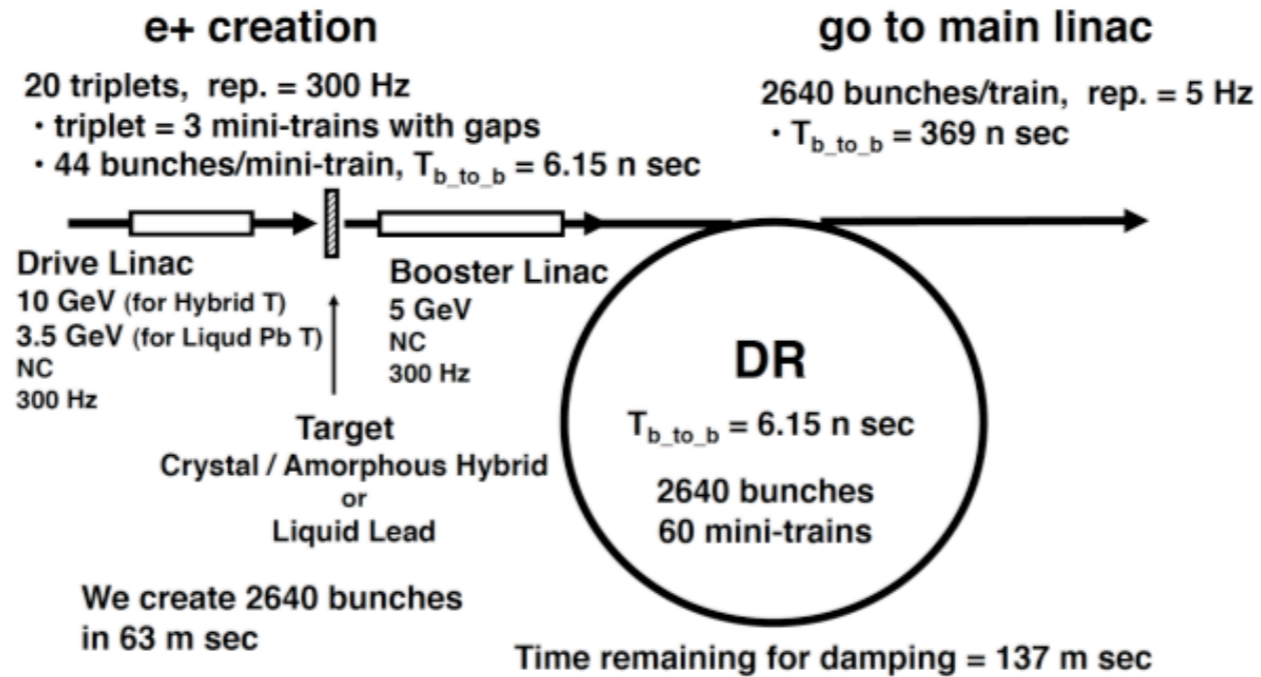 e+ creation
20 triplets, rep. = 300 Hz
・triplet = 3 mini-trains with gaps
・44 bunches/mini-train, Tb_to_b = 6.15 n sec
go to main linac
2640 bunches/train, rep. = 5 Hz
・Tb_to_b = 369 n sec
Drive Linac
10 GeV (for Hybrid T)
3.5 GeV (for Liqud Pb T)
NC
300 Hz
Booster Linac
5 GeV
NC
300 Hz
Target
Crystal / Amorphous Hybrid
or
Liquid Lead
DR
Tb_to_b = 6.15 n sec
2640 bunches
60 mini-trains
We create 2640 bunches
in 63 m sec
Time remaining for damping = 137 m sec